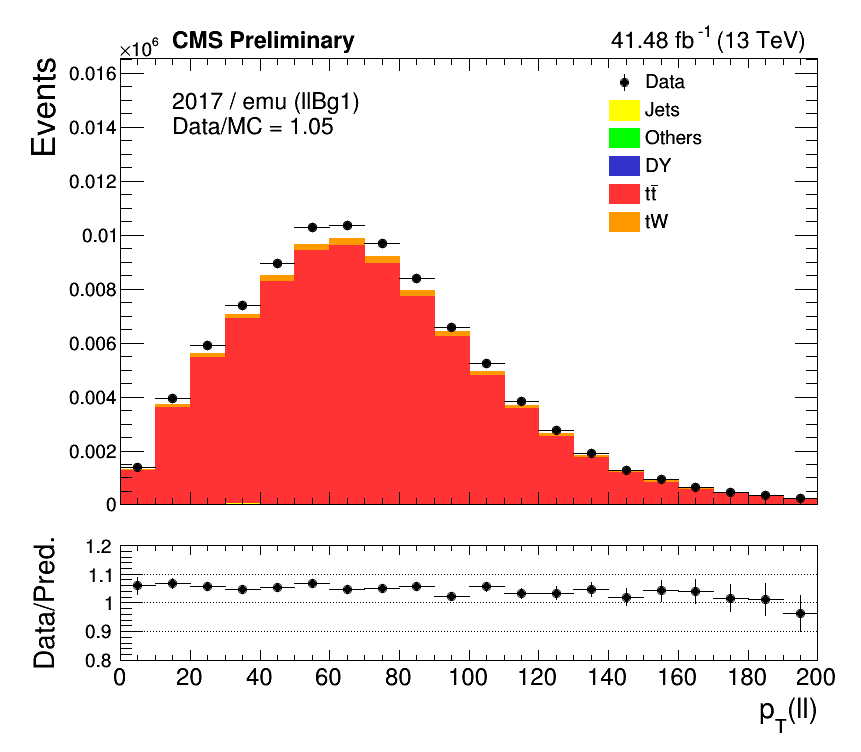 ×10⁶ CMS Preliminary 41.48 fb⁻¹ (13 TeV)
Events
0.016
0.014
0.012
0.01
0.008
0.006
0.004
0.002
0
2017 / emu (llBg1)
Data/MC = 1.05
Data
Jets
Others
DY
tt̄
tW
Data/Pred.
1.2
1.1
1
0.9
0.8
0 20 40 60 80 100 120 140 160 180 200
p_T(ll)